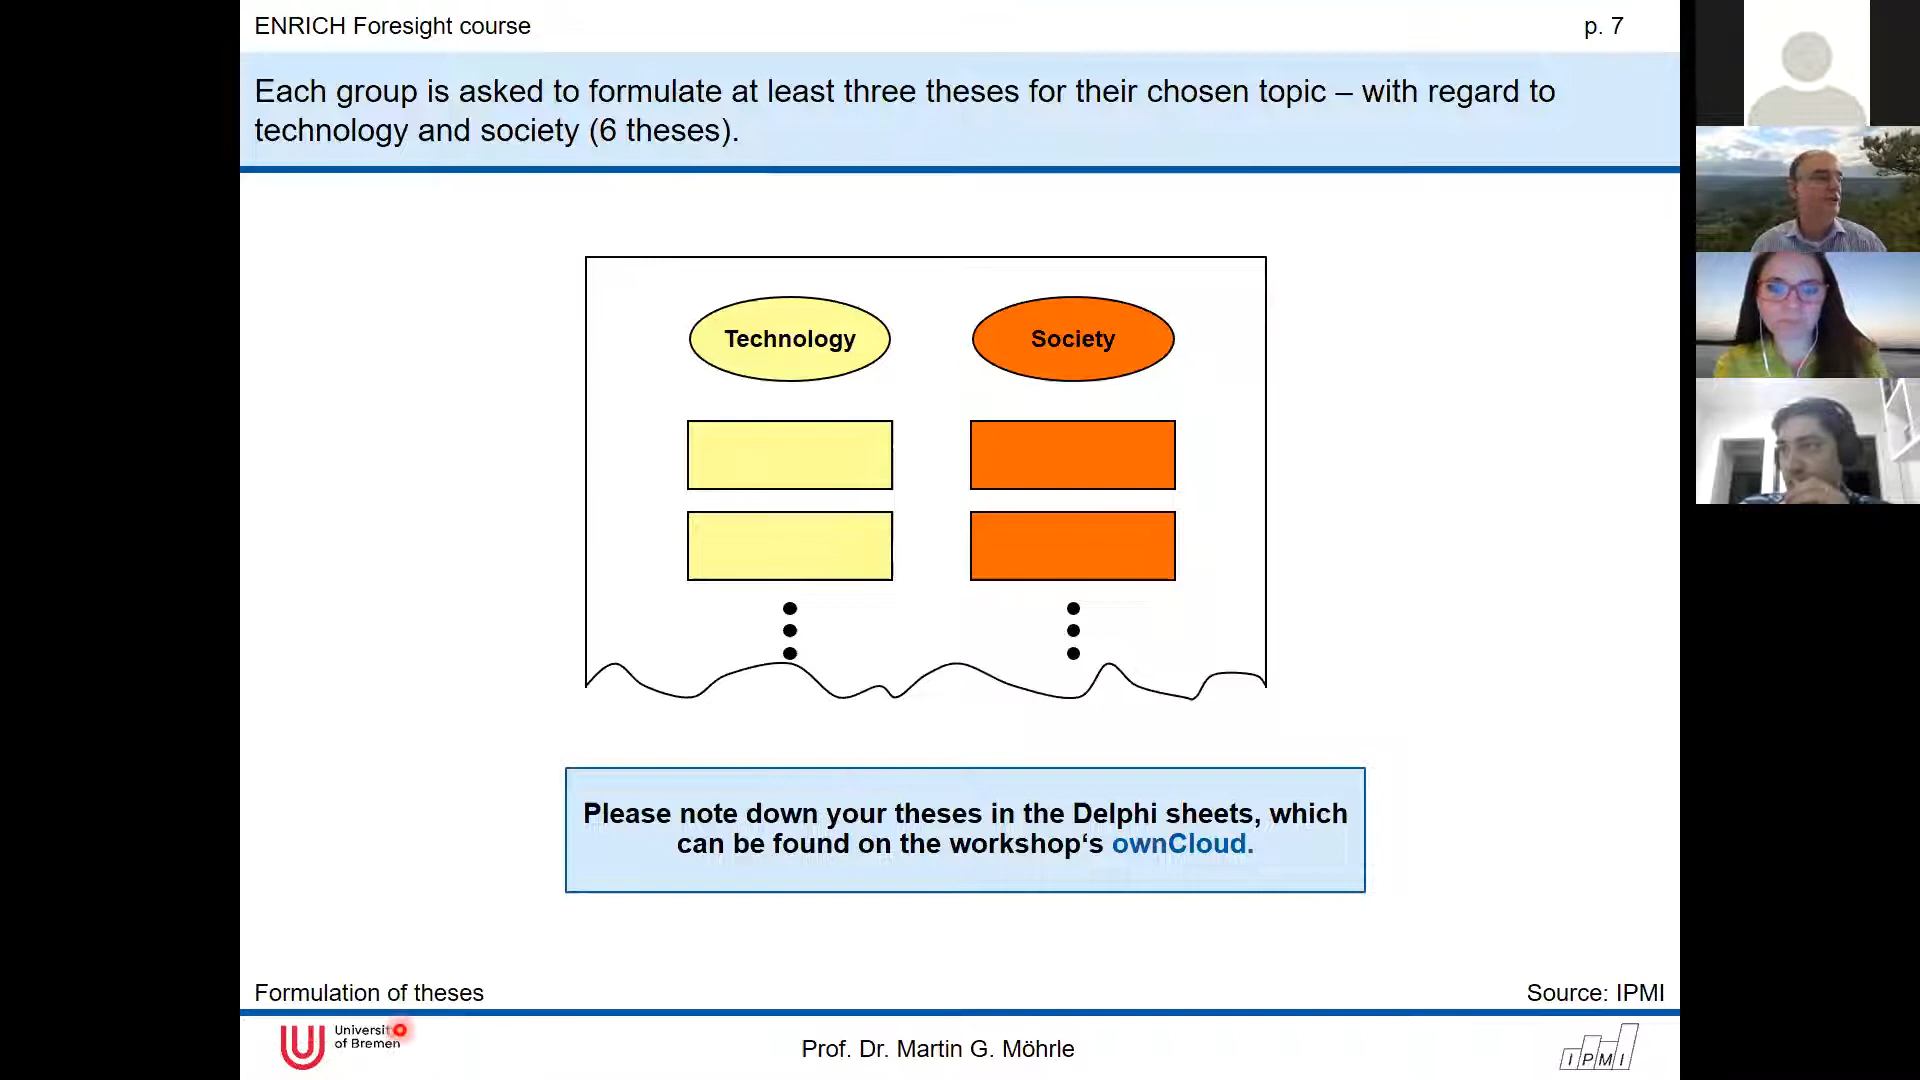 ENRICH Foresight course
p. 7
Each group is asked to formulate at least three theses for their chosen topic – with regard to
technology and society (6 theses).
Technology
Society
Please note down your theses in the Delphi sheets, which
can be found on the workshop‘s ownCloud.
Formulation of theses
Source: IPMI
Universit
of Bremen
Prof. Dr. Martin G. Möhrle
IPMI